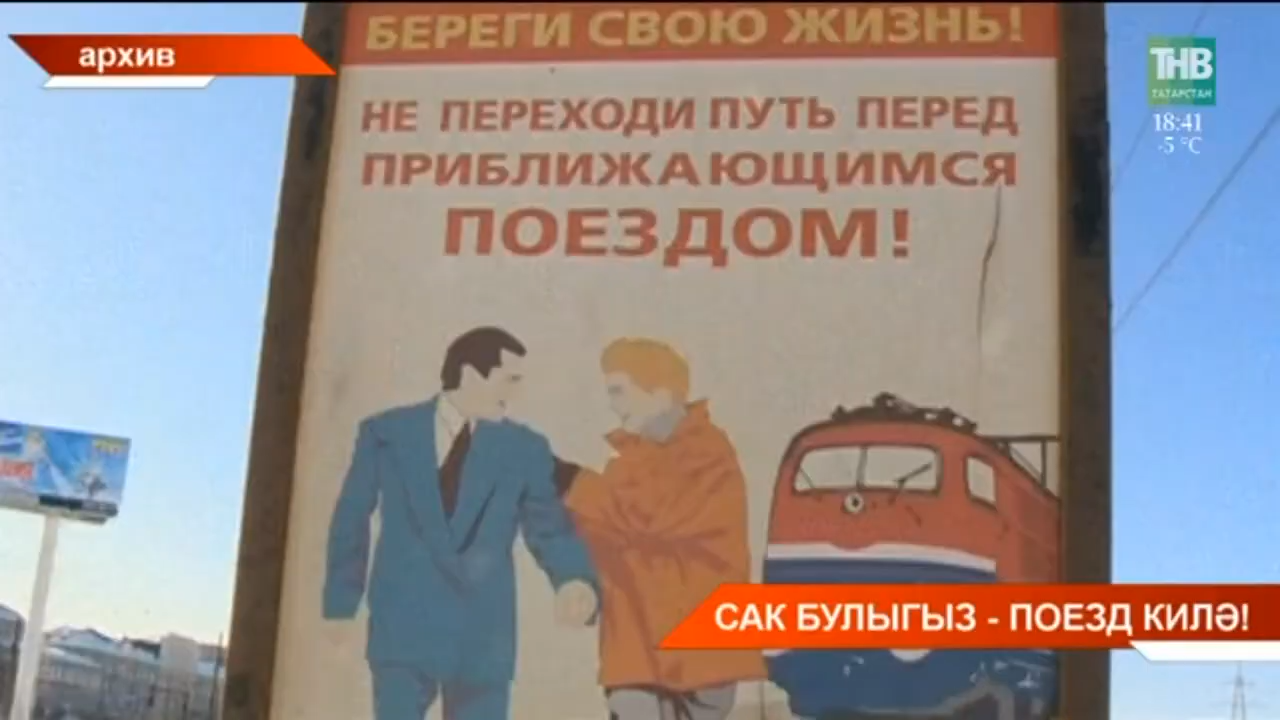 БЕРЕГИ СВОЮ ЖИЗНЬ!
архив
ТНВ
ТАТАРСТАН
НЕ ПЕРЕХОДИ ПУТЬ ПЕРЕД
18:41
-5 °C
ПРИБЛИЖАЮЩИМСЯ
ПОЕЗДОМ!
САК БУЛЫГЫЗ - ПОЕЗД КИЛӘ!